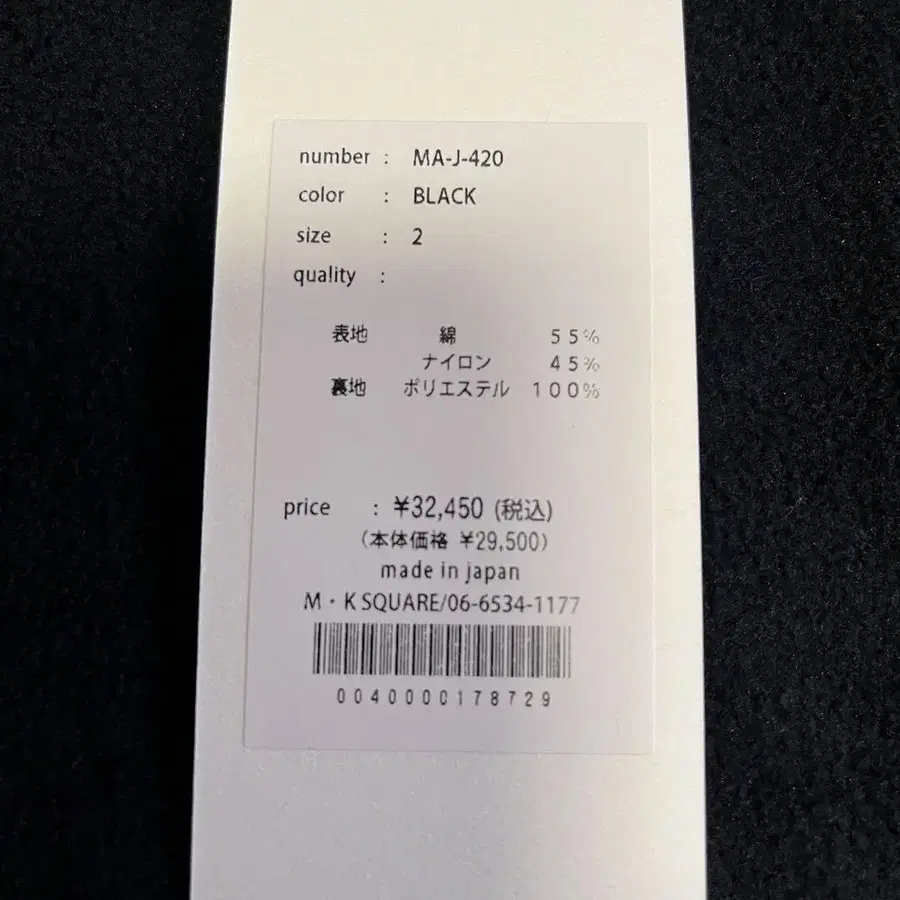 number : MA-J-420
color : BLACK
size : 2
quality :
表地 綿 55%
ナイロン 45%
裏地 ポリエステル 100%
price : ¥32,450 (税込)
(本体価格 ¥29,500)
made in japan
M・K SQUARE/06-6534-1177
0040000178729